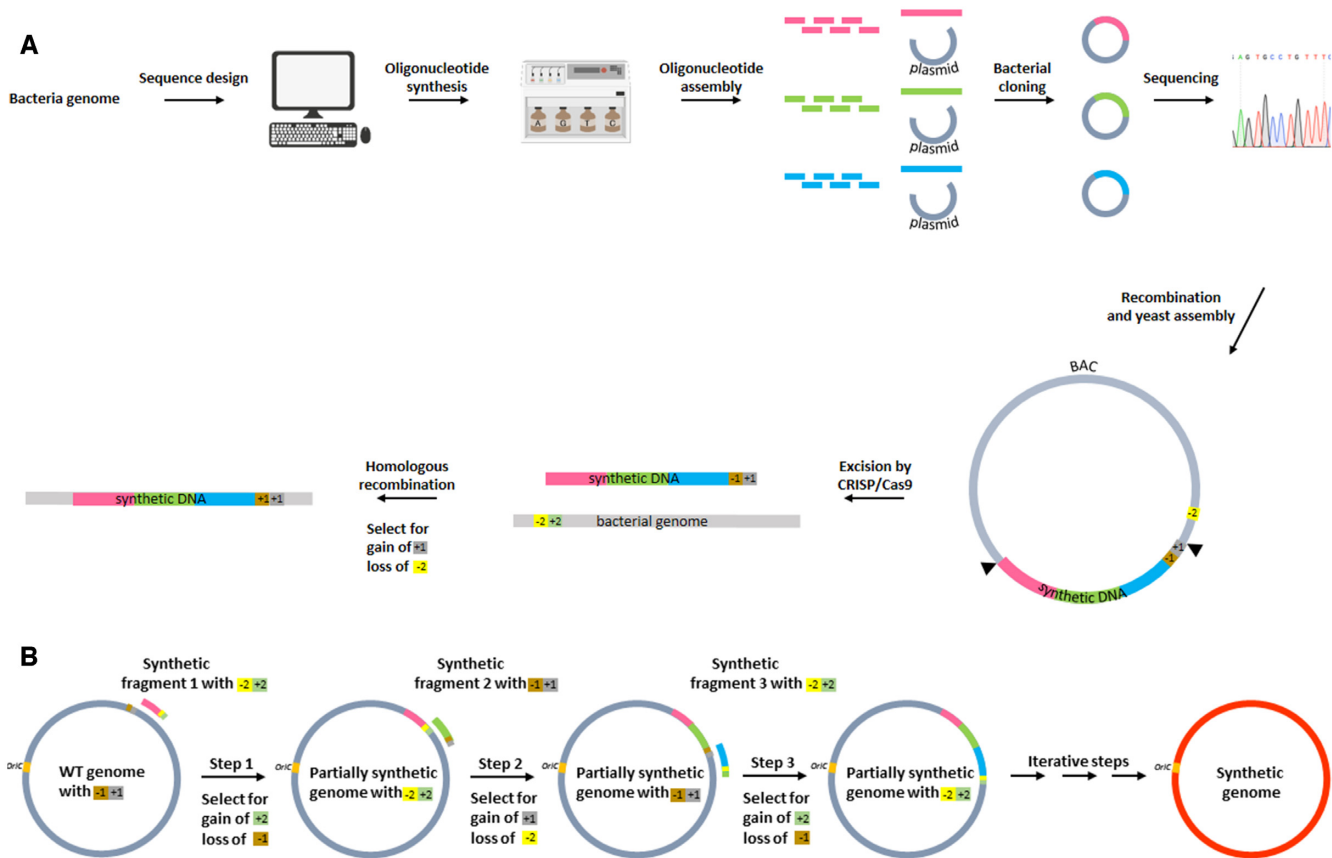 A
Bacteria genome
Sequence design
Oligonucleotide
synthesis
A G T C
Oligonucleotide
assembly
plasmid
plasmid
plasmid
Bacterial
cloning
Sequencing
A G T G C C T G T T T C
Recombination
and yeast assembly
BAC
-2
+1
-1
synthetic DNA
Excision by
CRISP/Cas9
synthetic DNA -1 +1
-2 +2 bacterial genome
Homologous
recombination
Select for
gain of +1
loss of -2
synthetic DNA +1 +1
B
Synthetic
fragment 1 with -2 +2
Synthetic
fragment 2 with -1 +1
Synthetic
fragment 3 with -2 +2
OriC
WT genome
with -1 +1
Step 1
Select for
gain of +2
loss of -1
OriC
Partially synthetic
genome with -2 +2
Step 2
Select for
gain of +1
loss of -2
OriC
Partially synthetic
genome with -1 +1
Step 3
Select for
gain of +2
loss of -1
OriC
Partially synthetic
genome with -2 +2
Iterative steps
OriC
Synthetic
genome